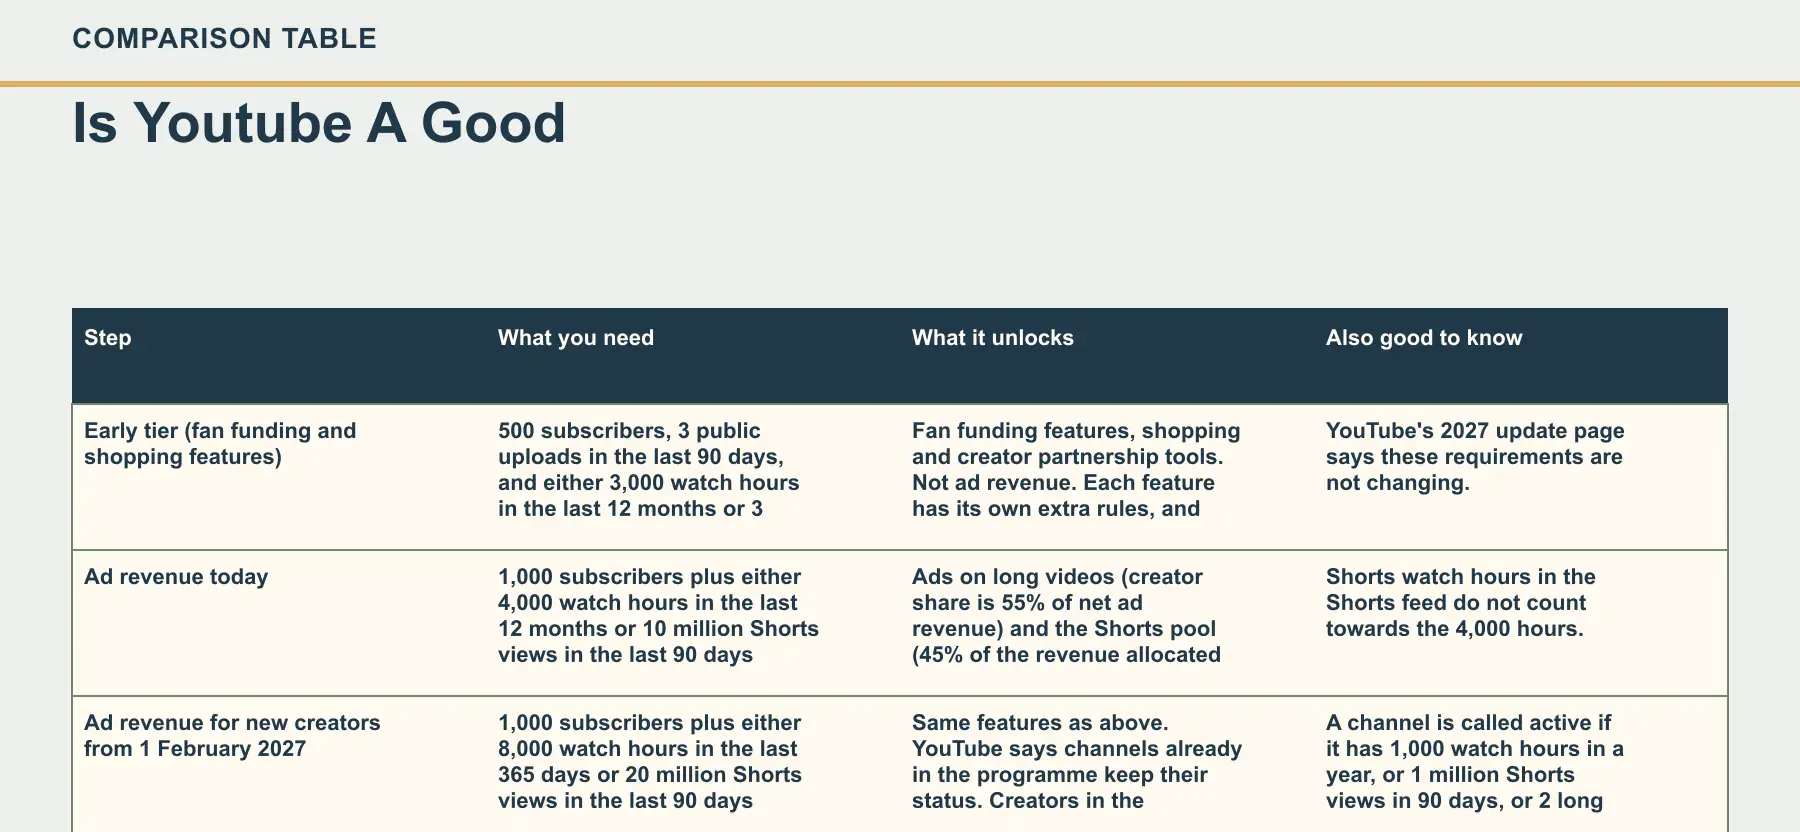 COMPARISON TABLE
Is Youtube A Good
Step
What you need
What it unlocks
Also good to know
Early tier (fan funding and
shopping features)
500 subscribers, 3 public
uploads in the last 90 days,
and either 3,000 watch hours
in the last 12 months or 3
Fan funding features, shopping
and creator partnership tools.
Not ad revenue. Each feature
has its own extra rules, and
YouTube's 2027 update page
says these requirements are
not changing.
Ad revenue today
1,000 subscribers plus either
4,000 watch hours in the last
12 months or 10 million Shorts
views in the last 90 days
Ads on long videos (creator
share is 55% of net ad
revenue) and the Shorts pool
(45% of the revenue allocated
Shorts watch hours in the
Shorts feed do not count
towards the 4,000 hours.
Ad revenue for new creators
from 1 February 2027
1,000 subscribers plus either
8,000 watch hours in the last
365 days or 20 million Shorts
views in the last 90 days
Same features as above.
YouTube says channels already
in the programme keep their
status. Creators in the
A channel is called active if
it has 1,000 watch hours in a
year, or 1 million Shorts
views in 90 days, or 2 long